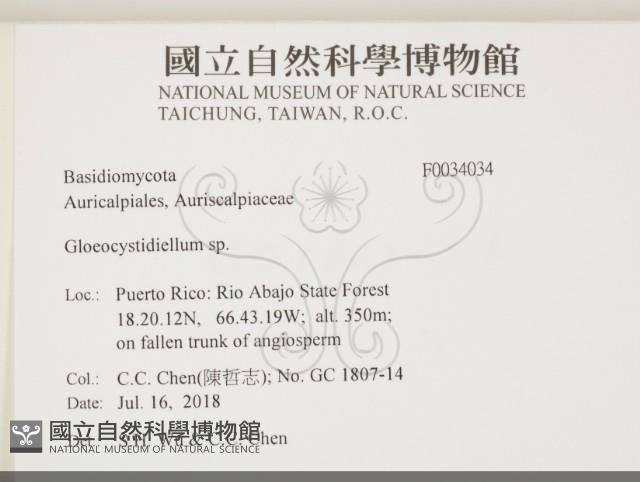 國立自然科學博物館
NATIONAL MUSEUM OF NATURAL SCIENCE
TAICHUNG, TAIWAN, R.O.C.
Basidiomycota F0034034
Auricalpiales, Auriscalpiaceae
Gloeocystidiellum sp.
Loc.: Puerto Rico: Rio Abajo State Forest
18.20.12N, 66.43.19W; alt. 350m;
on fallen trunk of angiosperm
Col.: C.C. Chen(陳哲志); No. GC 1807-14
Date: Jul. 16, 2018
Chen
國立自然科學博物館
NATIONAL MUSEUM OF NATURAL SCIENCE